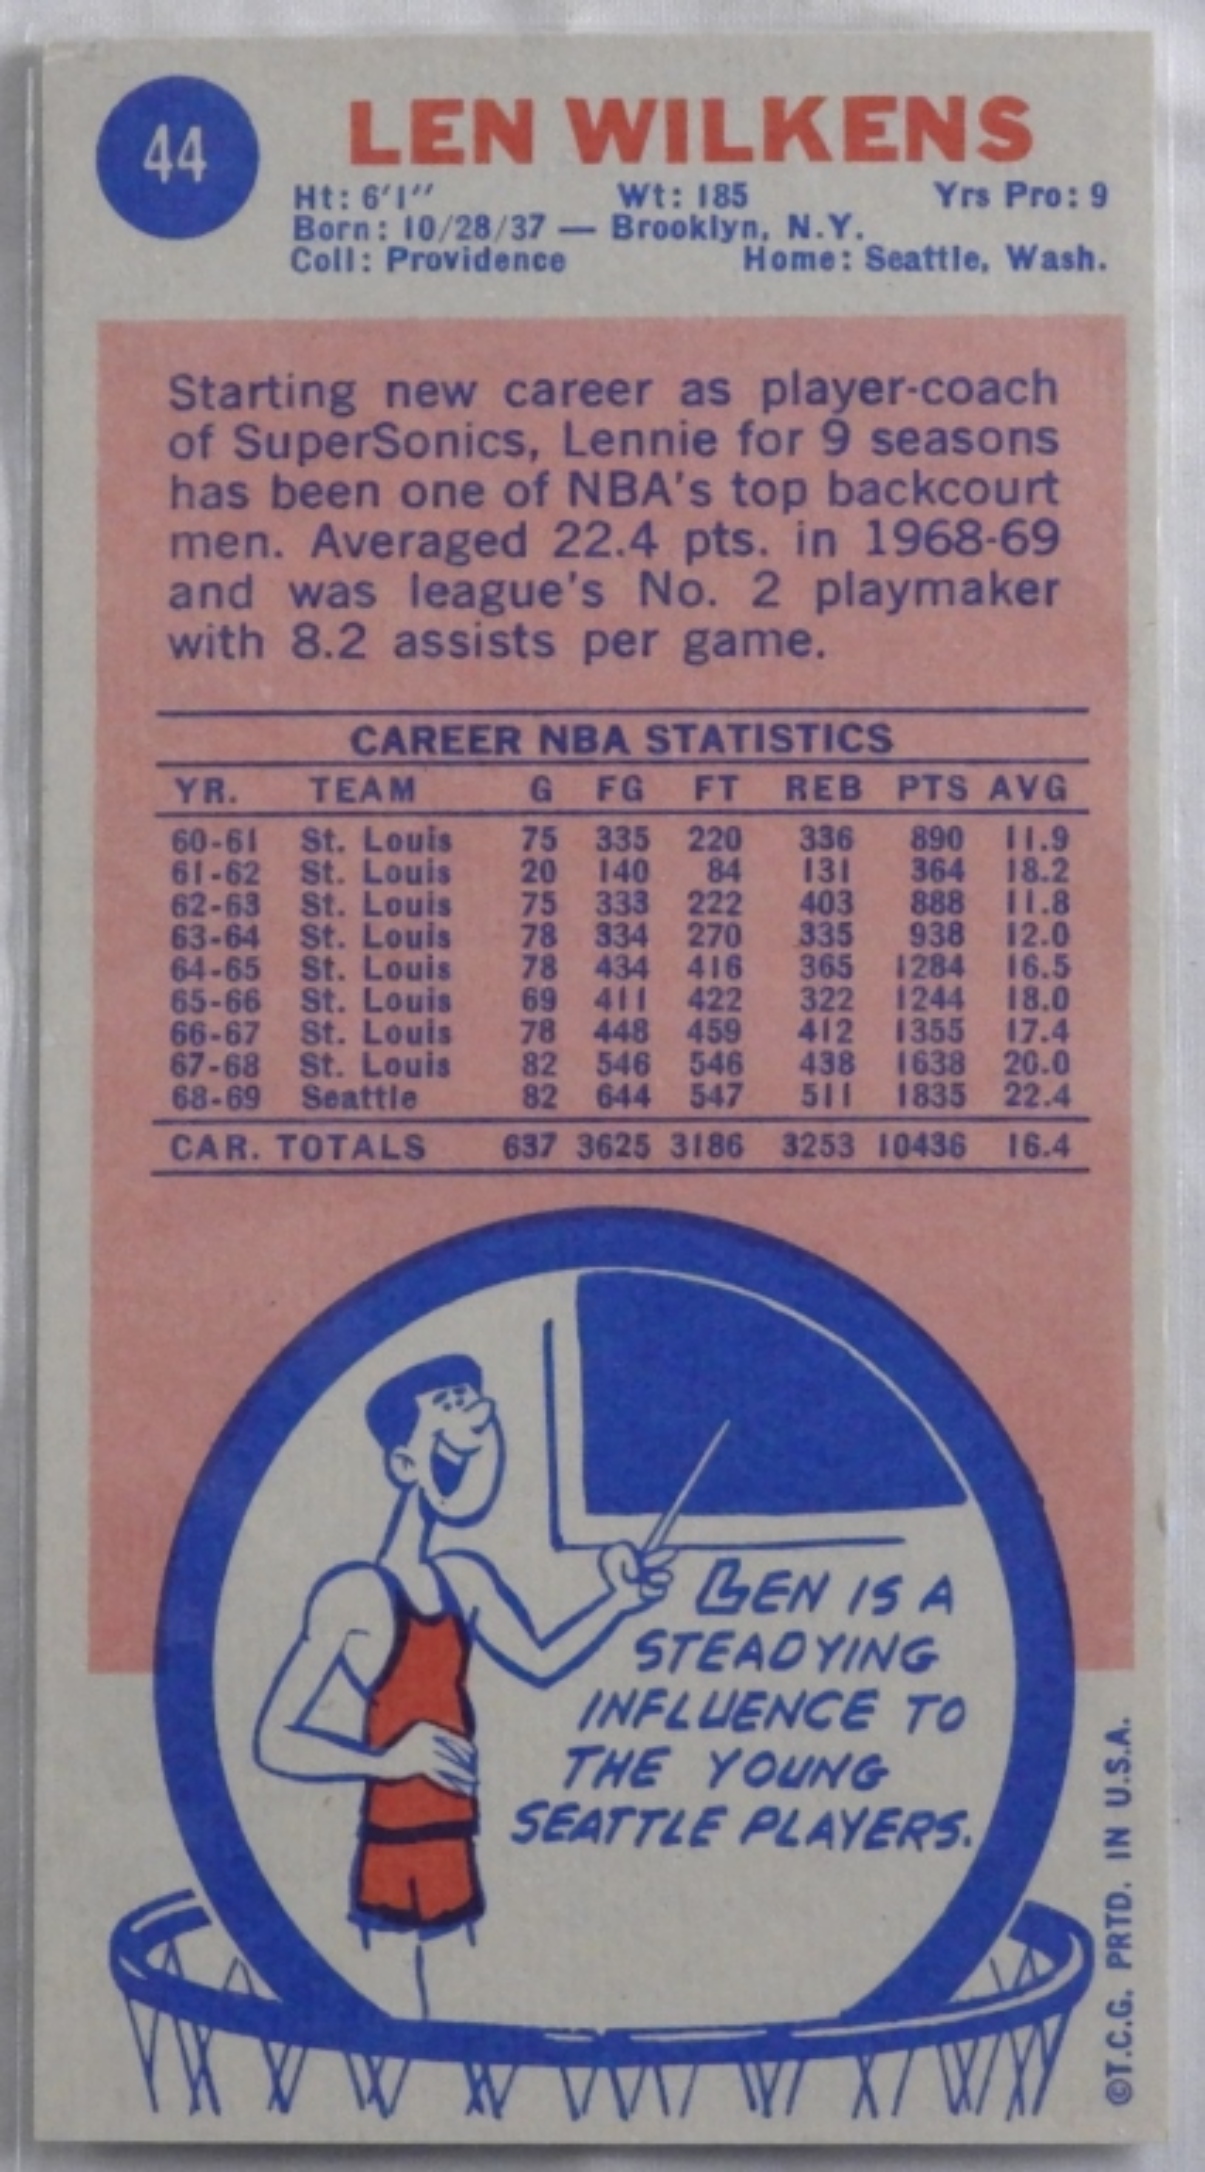 44
LEN WILKENS
Ht: 6'1" Wt: 185 Yrs Pro: 9
Born: 10/28/37 — Brooklyn, N.Y.
Coll: Providence Home: Seattle, Wash.
Starting new career as player-coach
of SuperSonics, Lennie for 9 seasons
has been one of NBA's top backcourt
men. Averaged 22.4 pts. in 1968-69
and was league's No. 2 playmaker
with 8.2 assists per game.
CAREER NBA STATISTICS
YR. TEAM G FG FT REB PTS AVG
60-61 St. Louis 75 335 220 336 890 11.9
61-62 St. Louis 20 140 84 131 364 18.2
62-63 St. Louis 75 333 222 403 888 11.8
63-64 St. Louis 78 334 270 335 938 12.0
64-65 St. Louis 78 434 416 365 1284 16.5
65-66 St. Louis 69 411 422 322 1244 18.0
66-67 St. Louis 78 448 459 412 1355 17.4
67-68 St. Louis 82 546 546 438 1638 20.0
68-69 Seattle 82 644 547 511 1835 22.4
CAR. TOTALS 637 3625 3186 3253 10436 16.4
LEN IS A
STEADYING
INFLUENCE TO
THE YOUNG
SEATTLE PLAYERS.
©T.C.G. PRTD. IN U.S.A.